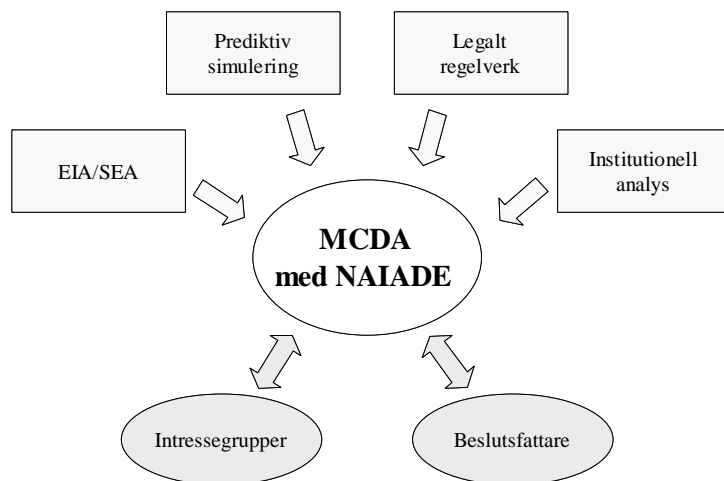 Prediktiv
simulering
Legalt
regelverk
EIA/SEA
Institutionell
analys
MCDA
med NAIADE
Intressegrupper
Beslutsfattare